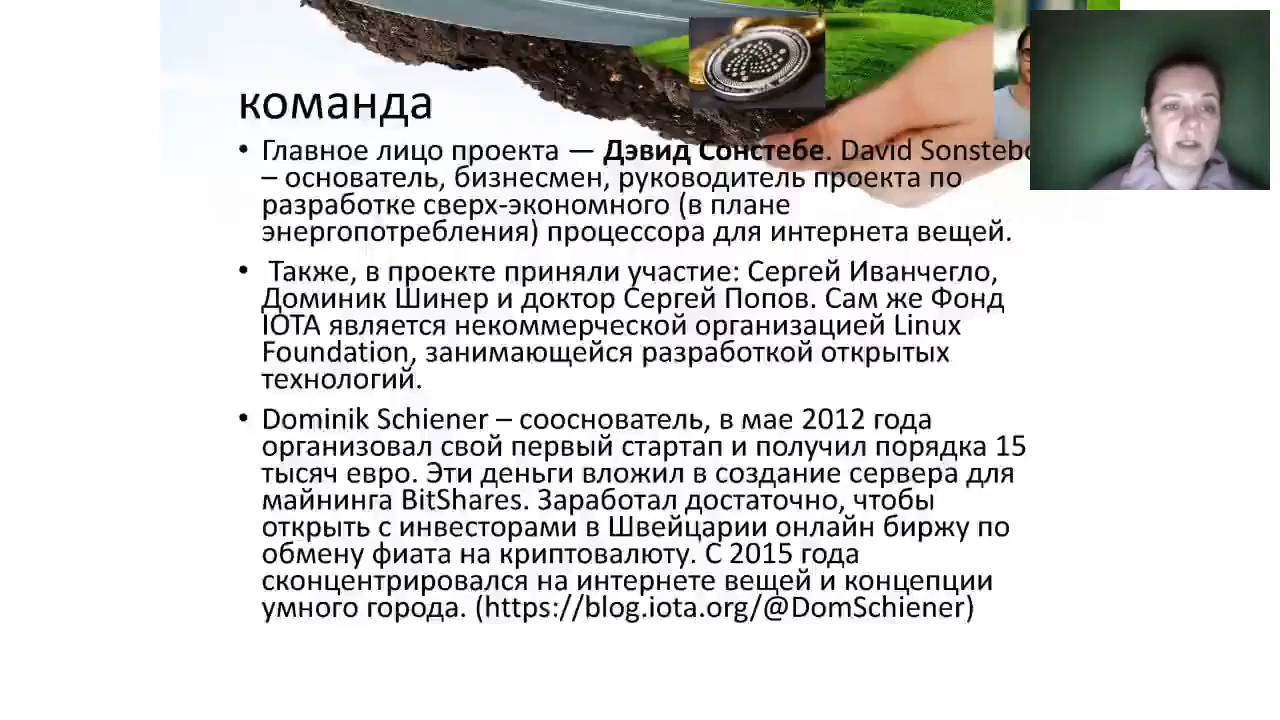 команда
• Главное лицо проекта — Дэвид Сонстебе. David Sonstebo
– основатель, бизнесмен, руководитель проекта по
разработке сверх-экономного (в плане
энергопотребления) процессора для интернета вещей.
• Также, в проекте приняли участие: Сергей Иванчегло,
Доминик Шинер и доктор Сергей Попов. Сам же Фонд
IOTA является некоммерческой организацией Linux
Foundation, занимающейся разработкой открытых
технологий.
• Dominik Schiener – сооснователь, в мае 2012 года
организовал свой первый стартап и получил порядка 15
тысяч евро. Эти деньги вложил в создание сервера для
майнинга BitShares. Заработал достаточно, чтобы
открыть с инвесторами в Швейцарии онлайн биржу по
обмену фиата на криптовалюту. С 2015 года
сконцентрировался на интернете вещей и концепции
умного города. (https://blog.iota.org/@DomSchiener)